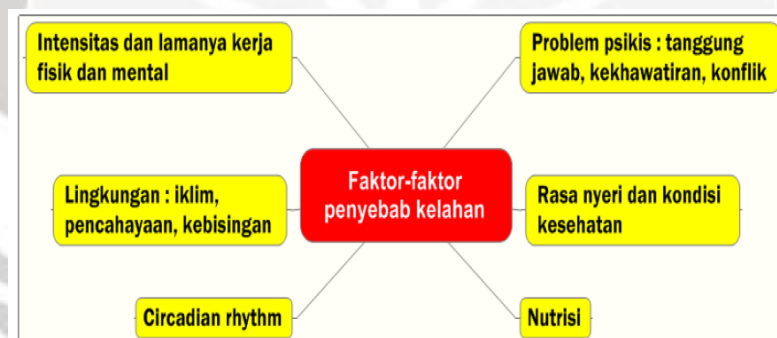 Intensitas dan lamanya kerja
fisik dan mental
Problem psikis : tanggung
jawab, kekhawatiran, konflik
Faktor-faktor
penyebab kelahan
Lingkungan : iklim,
pencahayaan, kebisingan
Rasa nyeri dan kondisi
kesehatan
Circadian rhythm
Nutrisi